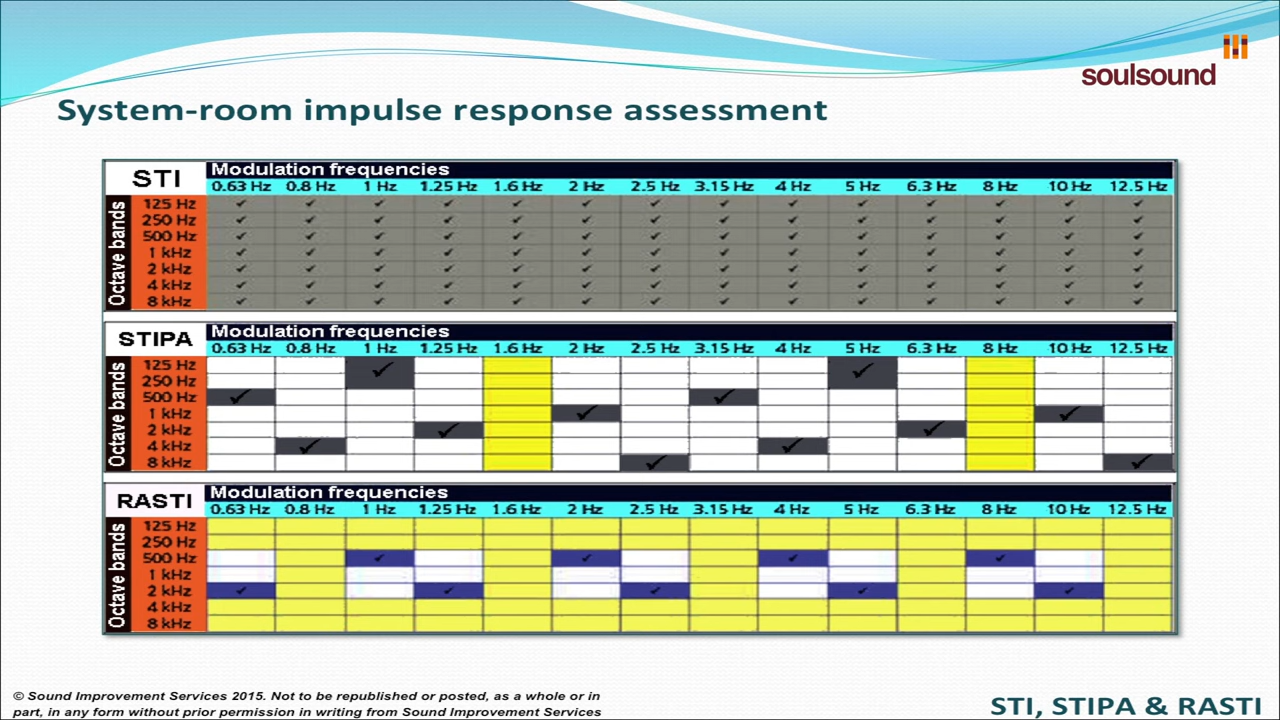 soulsound
System-room impulse response assessment
STI
Modulation frequencies
0.63 Hz 0.8 Hz 1 Hz 1.25 Hz 1.6 Hz 2 Hz 2.5 Hz 3.15 Hz 4 Hz 5 Hz 6.3 Hz 8 Hz 10 Hz 12.5 Hz
Octave bands
125 Hz ✓ ✓ ✓ ✓ ✓ ✓ ✓ ✓ ✓ ✓ ✓ ✓ ✓ ✓
250 Hz ✓ ✓ ✓ ✓ ✓ ✓ ✓ ✓ ✓ ✓ ✓ ✓ ✓ ✓
500 Hz ✓ ✓ ✓ ✓ ✓ ✓ ✓ ✓ ✓ ✓ ✓ ✓ ✓ ✓
1 kHz ✓ ✓ ✓ ✓ ✓ ✓ ✓ ✓ ✓ ✓ ✓ ✓ ✓ ✓
2 kHz ✓ ✓ ✓ ✓ ✓ ✓ ✓ ✓ ✓ ✓ ✓ ✓ ✓ ✓
4 kHz ✓ ✓ ✓ ✓ ✓ ✓ ✓ ✓ ✓ ✓ ✓ ✓ ✓ ✓
8 kHz ✓ ✓ ✓ ✓ ✓ ✓ ✓ ✓ ✓ ✓ ✓ ✓ ✓ ✓
STIPA
Modulation frequencies
0.63 Hz 0.8 Hz 1 Hz 1.25 Hz 1.6 Hz 2 Hz 2.5 Hz 3.15 Hz 4 Hz 5 Hz 6.3 Hz 8 Hz 10 Hz 12.5 Hz
Octave bands
125 Hz ✓ ✓
250 Hz
500 Hz ✓ ✓
1 kHz ✓ ✓
2 kHz ✓ ✓
4 kHz ✓ ✓
8 kHz ✓ ✓
RASTI
Modulation frequencies
0.63 Hz 0.8 Hz 1 Hz 1.25 Hz 1.6 Hz 2 Hz 2.5 Hz 3.15 Hz 4 Hz 5 Hz 6.3 Hz 8 Hz 10 Hz 12.5 Hz
Octave bands
125 Hz
250 Hz
500 Hz ✓ ✓ ✓ ✓
1 kHz
2 kHz ✓ ✓ ✓ ✓ ✓
4 kHz
8 kHz
© Sound Improvement Services 2015. Not to be republished or posted, as a whole or in
part, in any form without prior permission in writing from Sound Improvement Services
STI, STIPA & RASTI